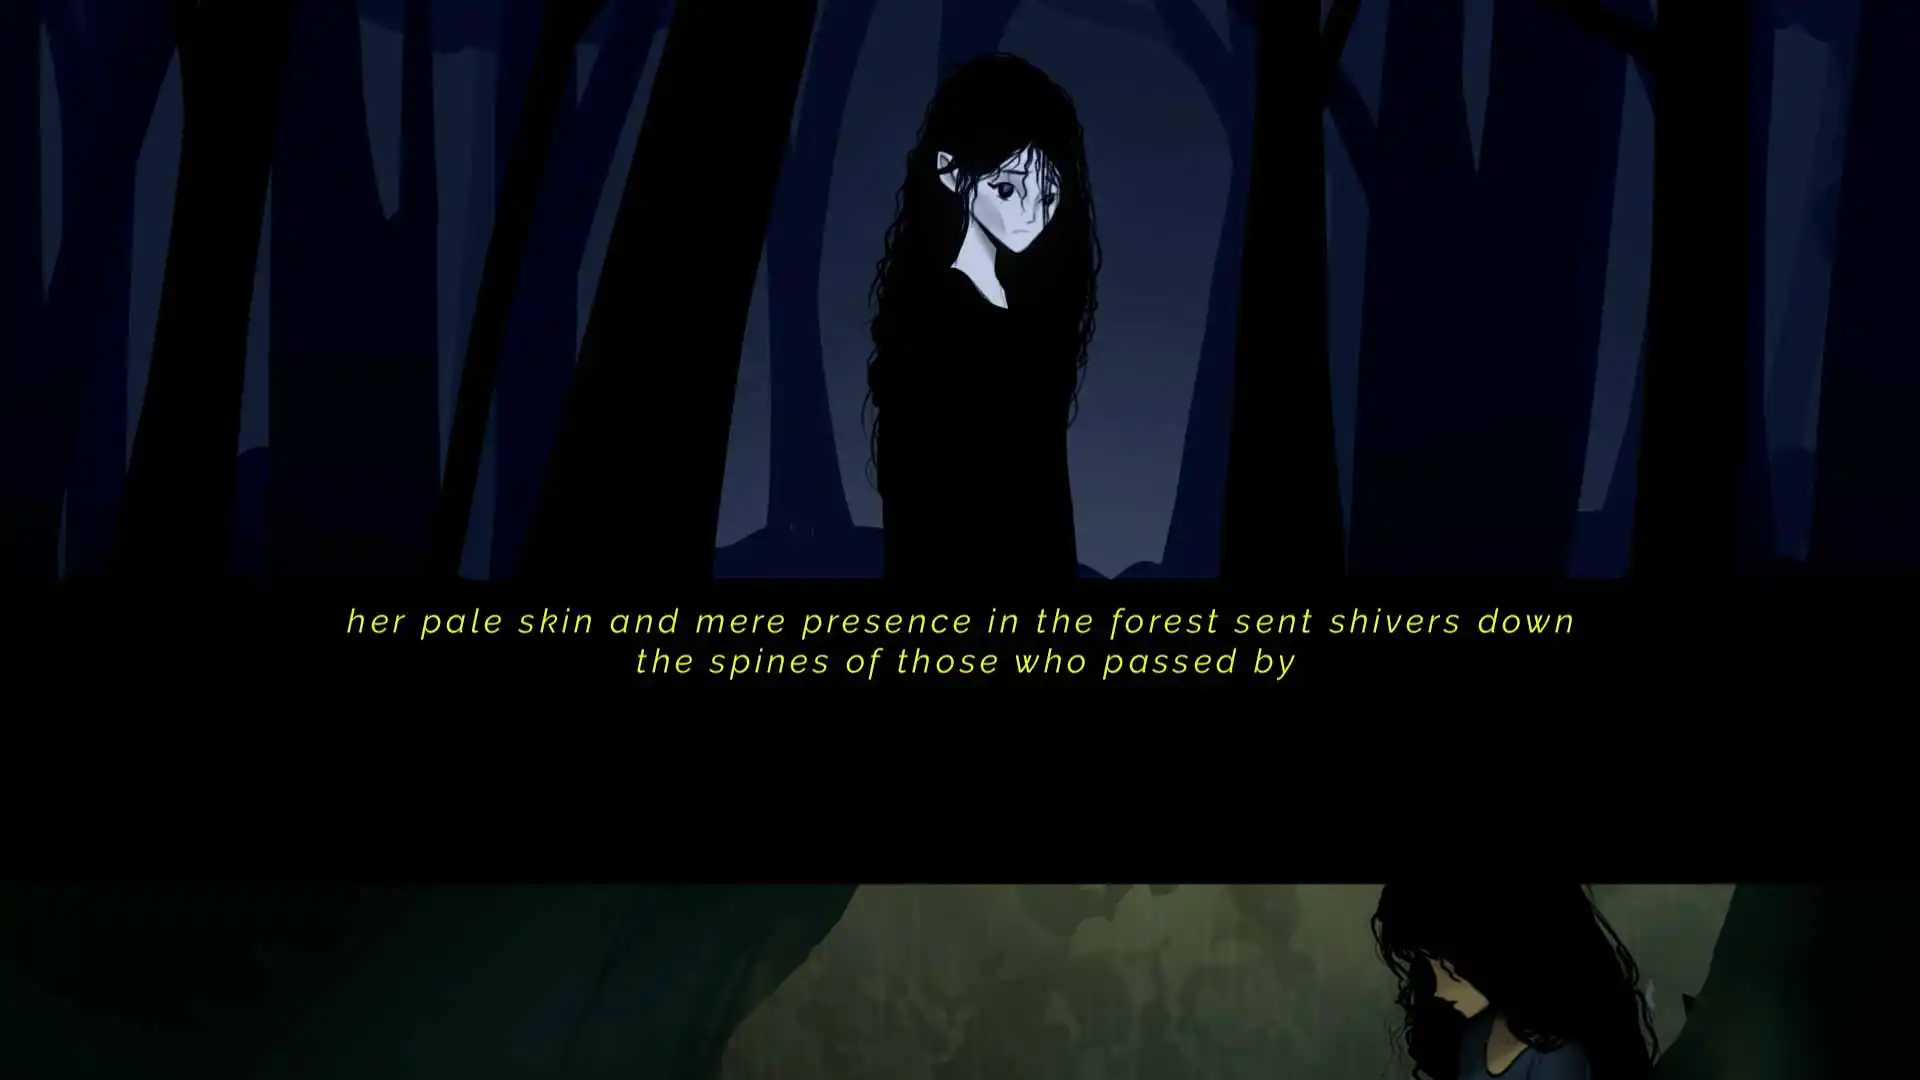 her pale skin and mere presence in the forest sent shivers down
the spines of those who passed by